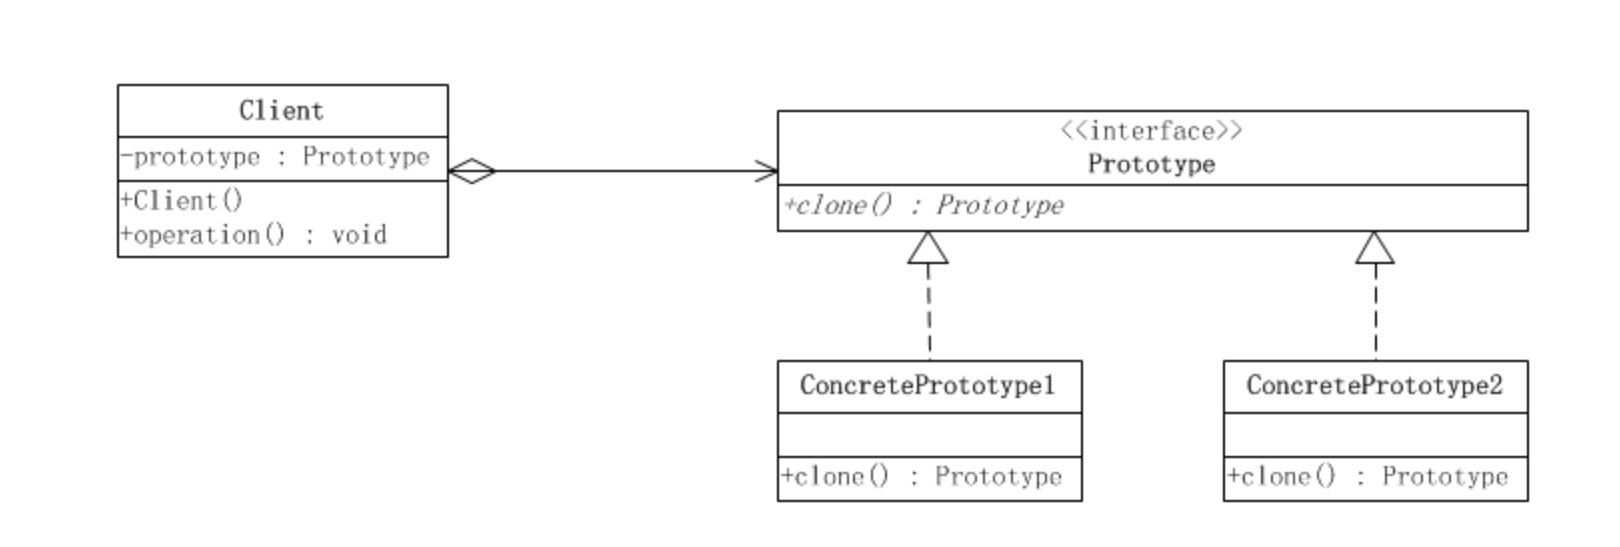 Client
-prototype : Prototype
+Client()
+operation() : void
<<interface>>
Prototype
+clone() : Prototype
ConcretePrototype1
+clone() : Prototype
ConcretePrototype2
+clone() : Prototype